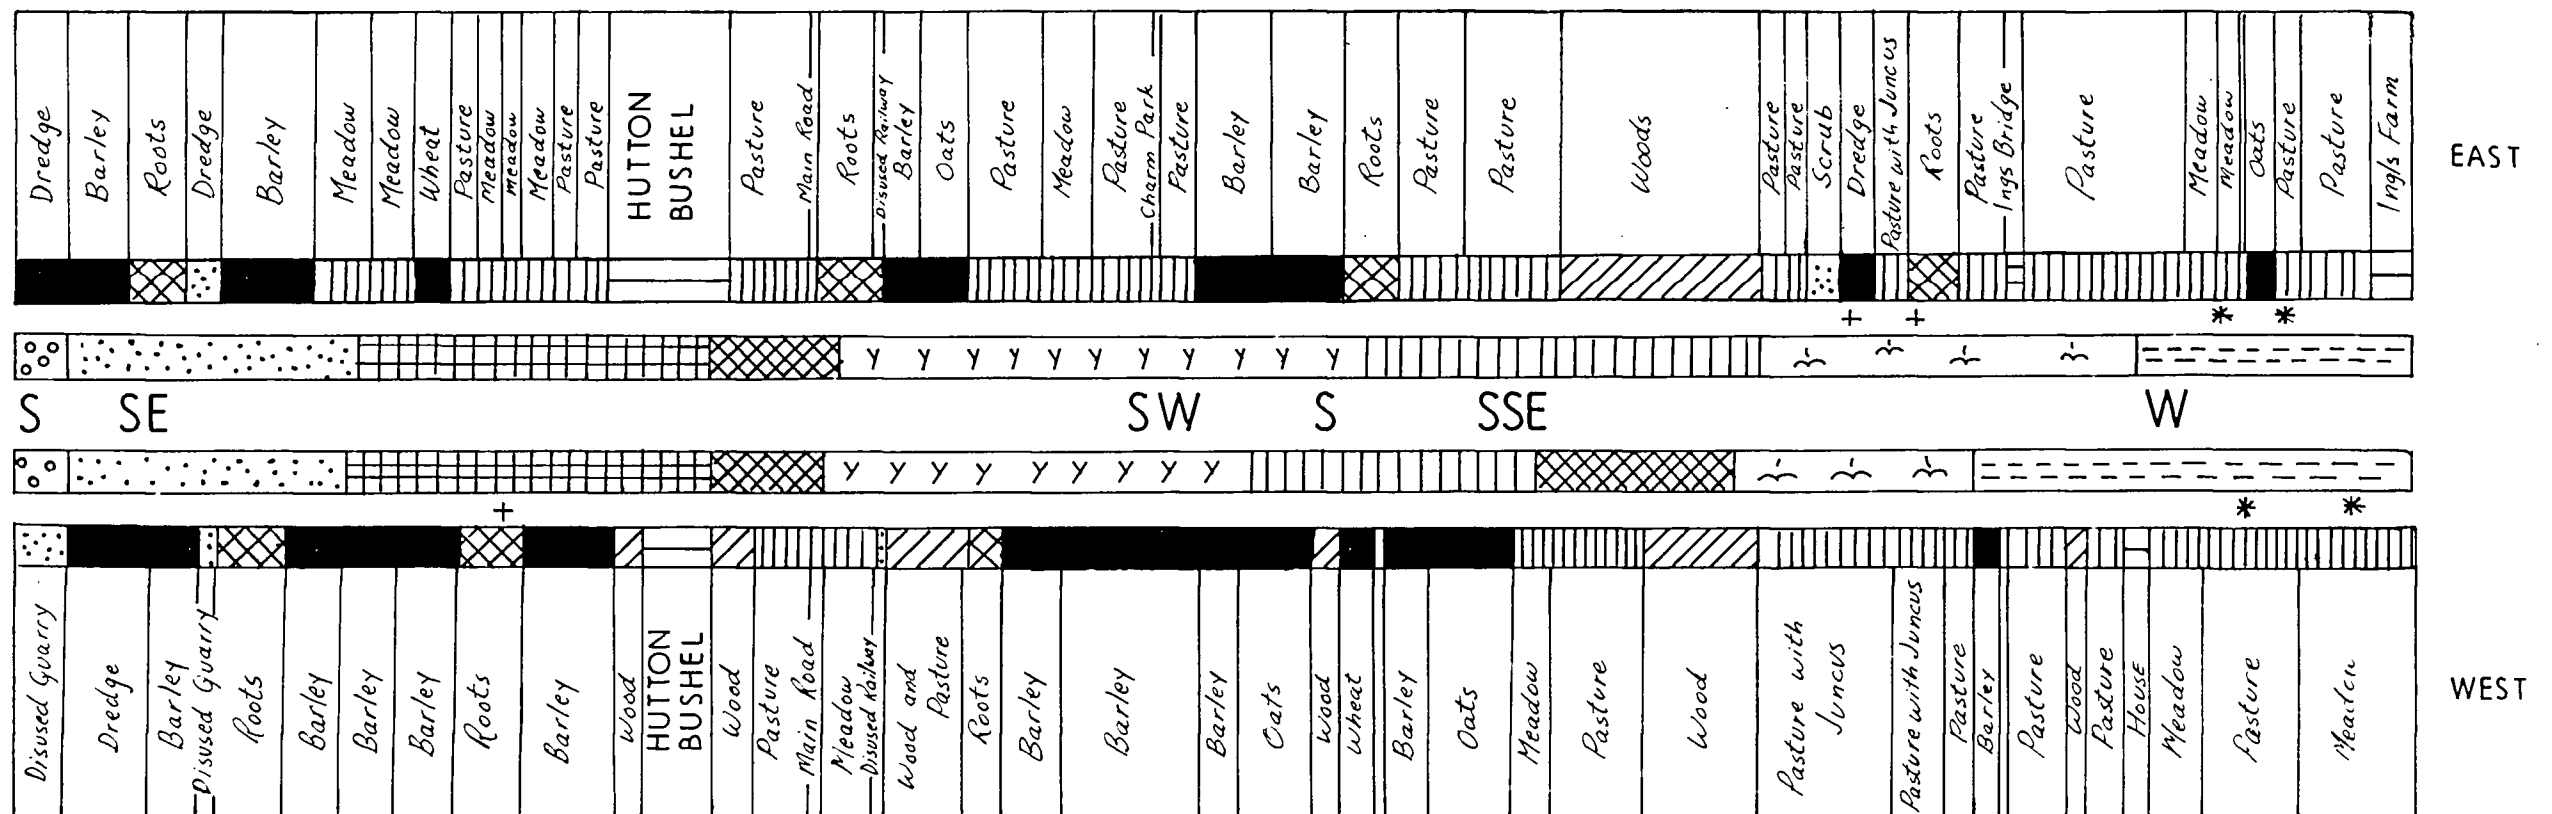 Dredge
Barley
Roots
Dredge
Barley
Meadow
Meadow
Wheat
Pasture
Meadow
Meadow
Meadow
Pasture
Pasture
HUTTON
BUSHEL
Pasture
Main Road
Roots
Disused Railway
Barley
Oats
Pasture
Meadow
Pasture
Charm Park
Pasture
Barley
Barley
Roots
Pasture
Pasture
Woods
Pasture
Pasture
Scrub
Dredge
Pasture with Juncus
Roots
Pasture
Ings Bridge
Pasture
Meadow
Meadow
Oats
Pasture
Pasture
Ings Farm
EAST
S SE SW S SSE W
Disused Guarry
Dredge
Barley
Disused Guarry
Roots
Barley
Barley
Barley
Roots
Barley
Wood
HUTTON
BUSHEL
Wood
Pasture
Main Road
Meadow
Disused Railway
Wood and
Pasture
Roots
Barley
Barley
Barley
Oats
Wood
Wheat
Barley
Oats
Meadow
Pasture
Wood
Pasture with
Juncus
Pasture with Juncus
Pasture
Barley
Pasture
Wood
Pasture
House
Meadow
Pasture
WEST